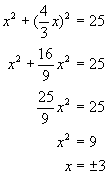 x² + (4/3 x)² = 25
x² + 16/9 x² = 25
25/9 x² = 25
x² = 9
x = ±3